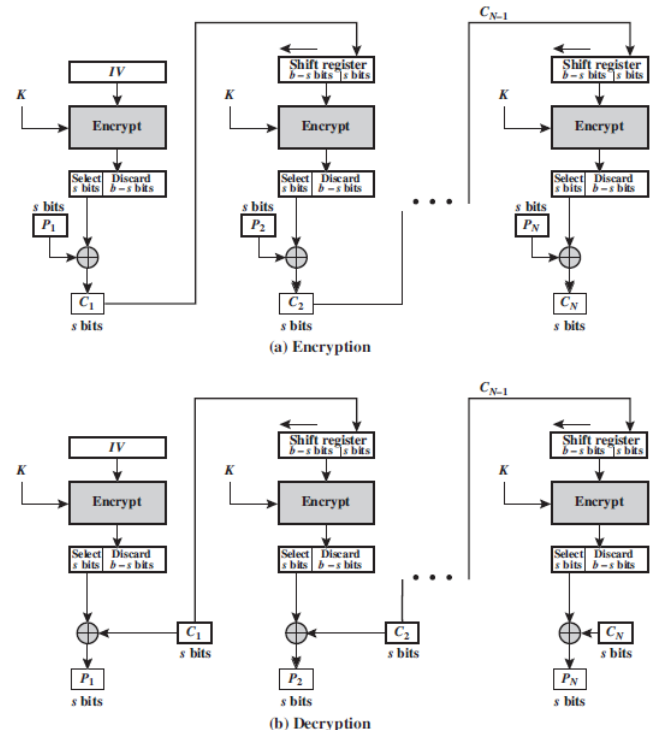 C_{N-1}
IV
Shift register
b – s bits s bits
Shift register
b – s bits s bits
K
K
K
Encrypt
Encrypt
Encrypt
Select Discard
s bits b – s bits
Select Discard
s bits b – s bits
Select Discard
s bits b – s bits
s bits
P_1
s bits
P_2
s bits
P_N
• • •
C_1
C_2
C_N
s bits
s bits
s bits
(a) Encryption
C_{N-1}
IV
Shift register
b – s bits s bits
Shift register
b – s bits s bits
K
K
K
Encrypt
Encrypt
Encrypt
Select Discard
s bits b – s bits
Select Discard
s bits b – s bits
Select Discard
s bits b – s bits
• • •
C_1
s bits
C_2
s bits
C_N
s bits
P_1
P_2
P_N
s bits
s bits
s bits
(b) Decryption